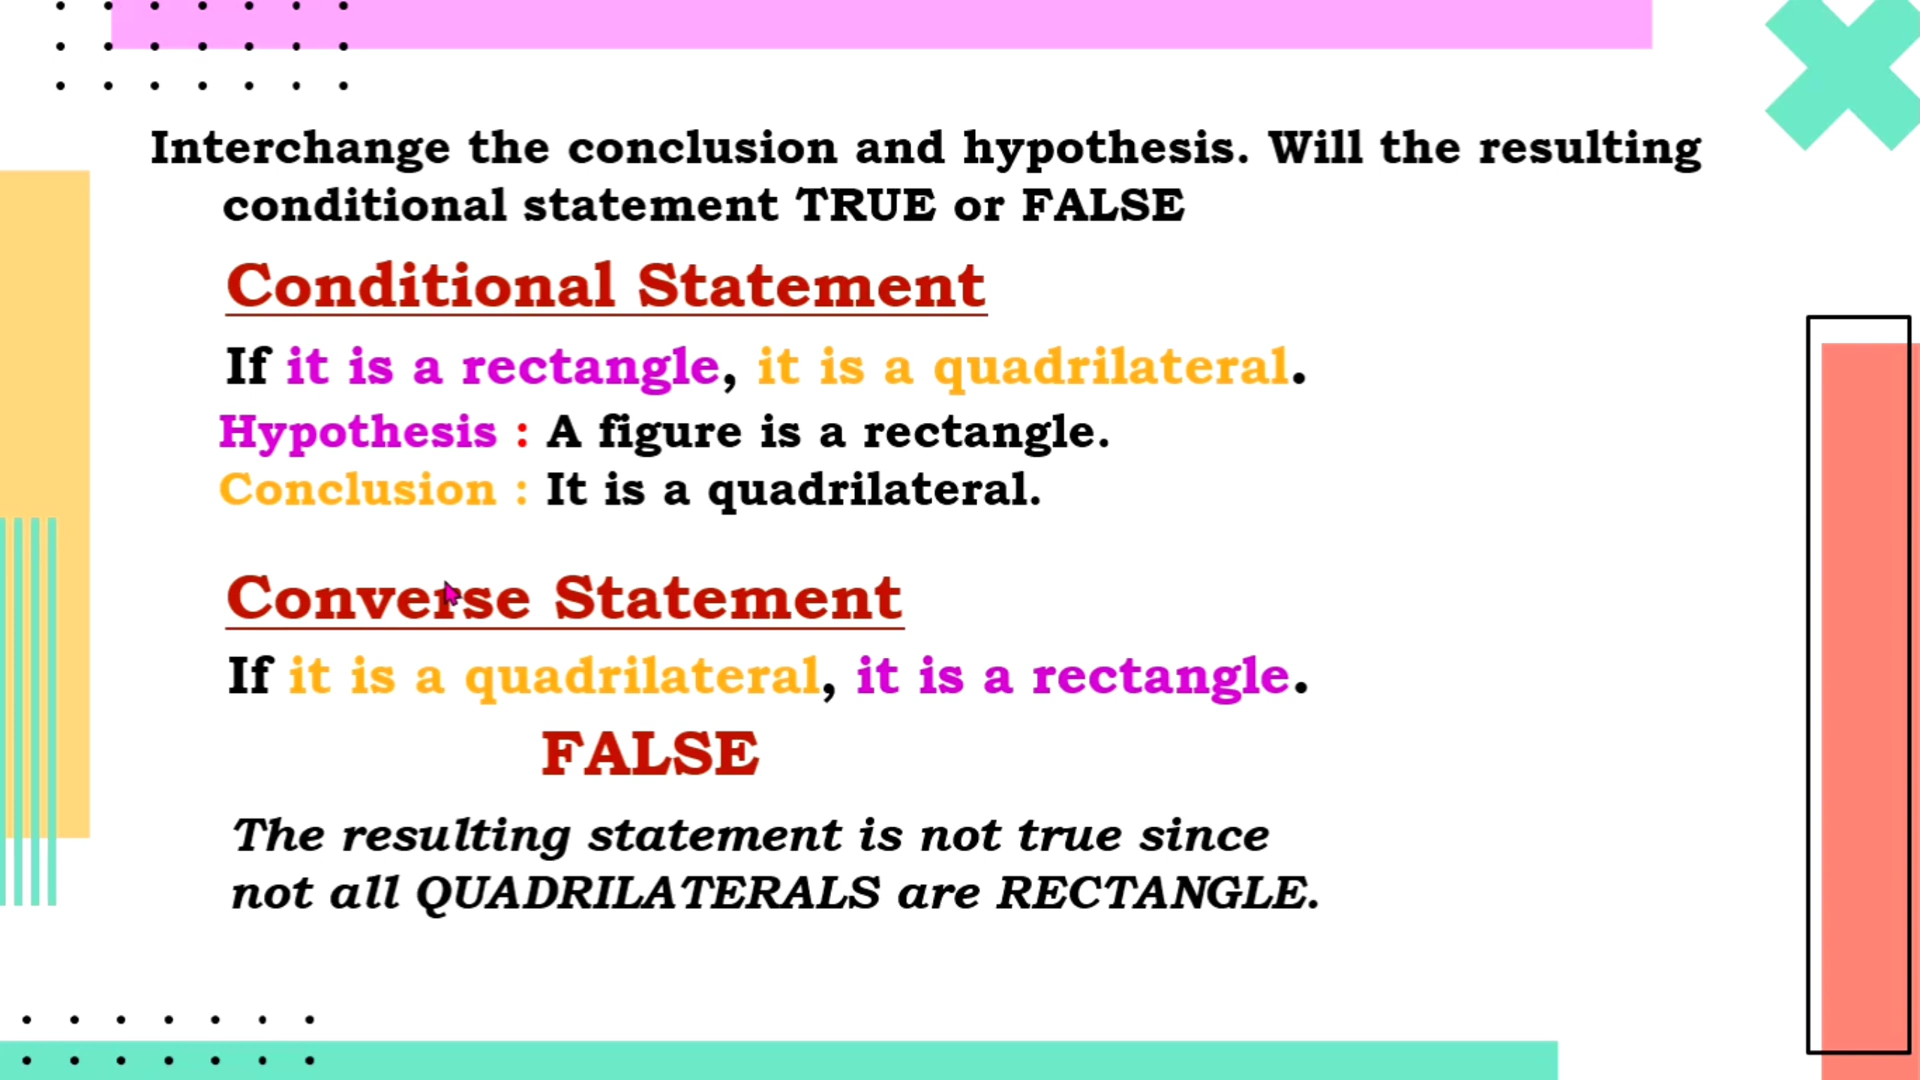 Interchange the conclusion and hypothesis. Will the resulting
conditional statement TRUE or FALSE
Conditional Statement
If it is a rectangle, it is a quadrilateral.
Hypothesis : A figure is a rectangle.
Conclusion : It is a quadrilateral.
Converse Statement
If it is a quadrilateral, it is a rectangle.
FALSE
The resulting statement is not true since
not all QUADRILATERALS are RECTANGLE.